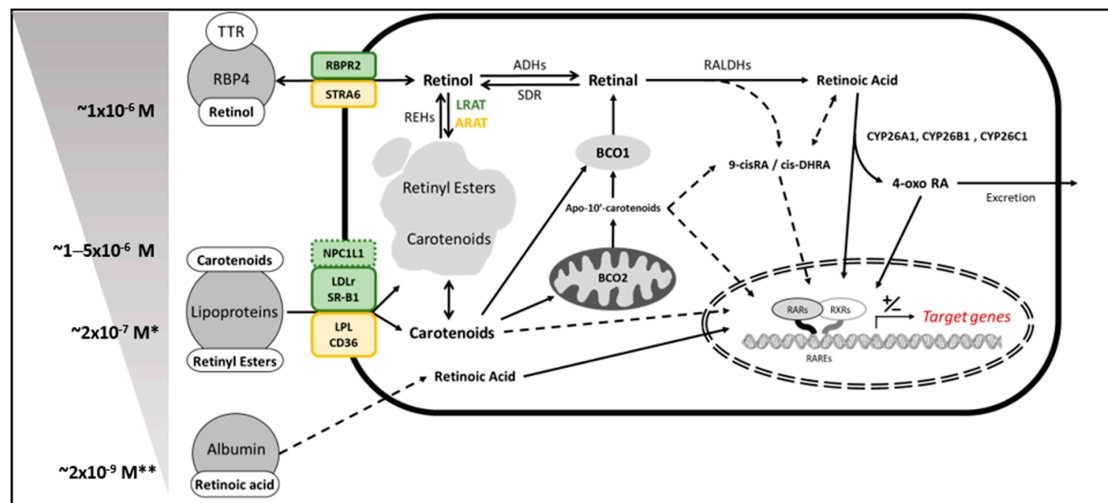 TTR
RBP4
Retinol
~1x10⁻⁶ M
RBPR2
STRA6
Retinol
ADHs
SDR
Retinal
RALDHs
Retinoic Acid
REHs
LRAT
ARAT
CYP26A1, CYP26B1 , CYP26C1
BCO1
9-cisRA / cis-DHRA
4-oxo RA
Excretion
Retinyl Esters
Carotenoids
Apo-10'-carotenoids
BCO2
~1–5x10⁻⁶ M
Carotenoids
Lipoproteins
Retinyl Esters
~2x10⁻⁷ M*
NPC1L1
LDLr
SR-B1
LPL
CD36
Carotenoids
Retinoic Acid
RARs
RXRs
+/-
Target genes
RAREs
Albumin
Retinoic acid
~2x10⁻⁹ M**